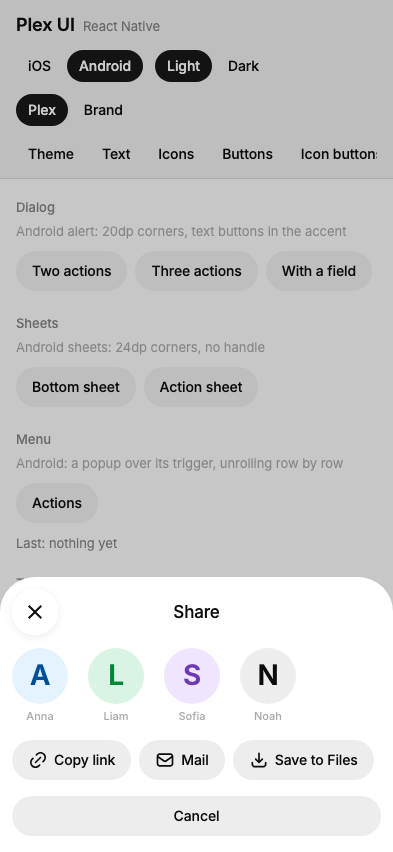 Plex UI React Native
iOS Android Light Dark
Plex Brand
Theme Text Icons Buttons Icon button
Dialog
Android alert: 20dp corners, text buttons in the accent
Two actions Three actions With a field
Sheets
Android sheets: 24dp corners, no handle
Bottom sheet Action sheet
Menu
Android: a popup over its trigger, unrolling row by row
Actions
Last: nothing yet
Share
A L S N
Anna Liam Sofia Noah
Copy link Mail Save to Files
Cancel